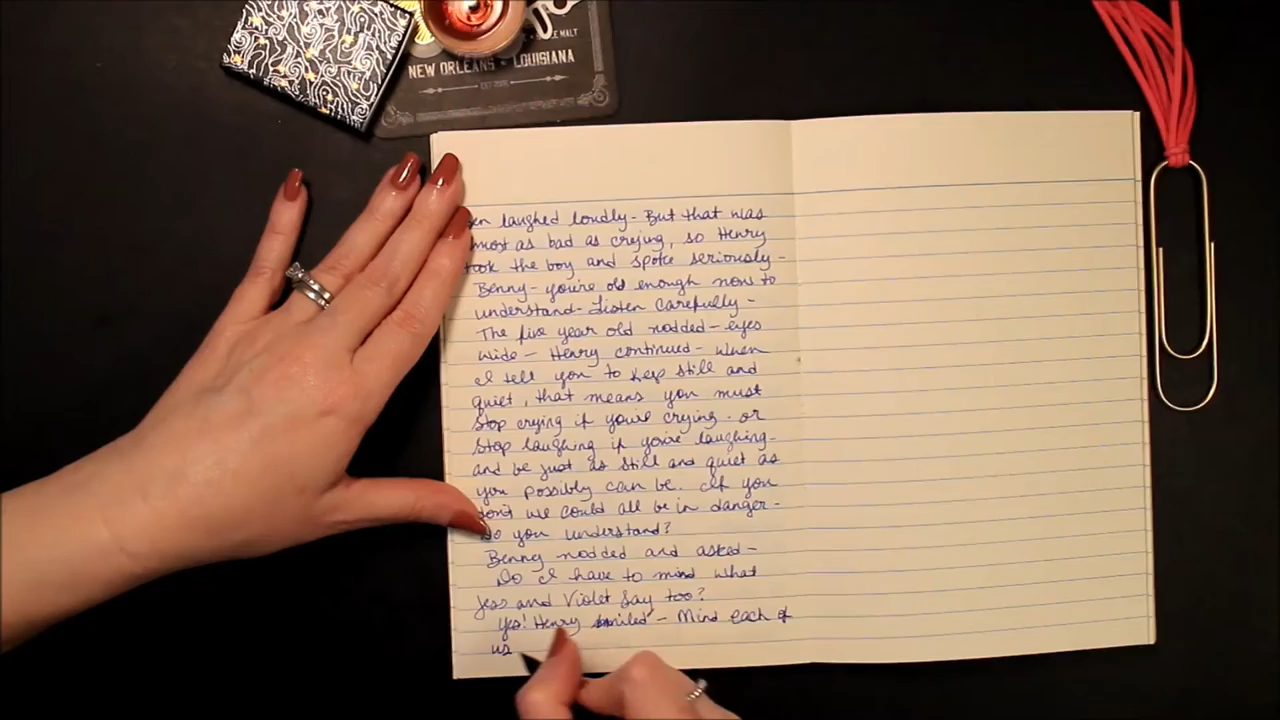 SINGLE MALT
NEW ORLEANS LOUISIANA
laughed loudly - But that was
most as bad as crying, so Henry
took the boy and spoke seriously -
Benny - you're old enough now to
understand - Listen carefully -
The five year old nodded - eyes
wide - Henry continued - When
I tell you to keep still and
quiet, that means you must
stop crying if you're crying - or
stop laughing if you're laughing -
and be just as still and quiet as
you possibly can be. If you
don't we could all be in danger -
Do you understand?
Benny nodded and asked -
Do I have to mind what
Jess and Violet say too?
Yes! Henry smiled - Mind each of
us